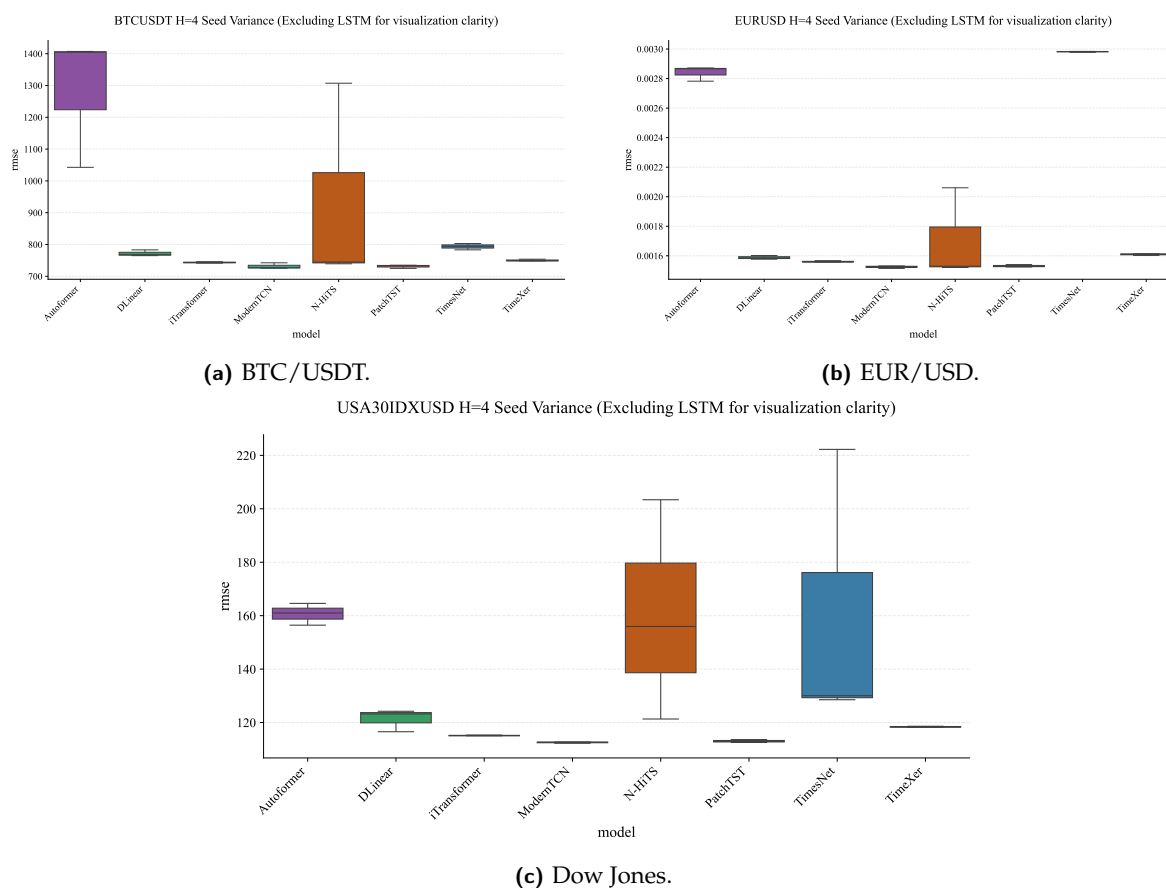 BTCUSDT H=4 Seed Variance (Excluding LSTM for visualization clarity)
1400
1300
1200
1100
1000
900
800
700
rmse
Autoformer
DLinear
iTransformer
ModernTCN
N-HiTS
PatchTST
TimesNet
TimeXer
model
(a) BTC/USDT.
EURUSD H=4 Seed Variance (Excluding LSTM for visualization clarity)
0.0030
0.0028
0.0026
0.0024
0.0022
0.0020
0.0018
0.0016
rmse
Autoformer
DLinear
iTransformer
ModernTCN
N-HiTS
PatchTST
TimesNet
TimeXer
model
(b) EUR/USD.
USA30IDXUSD H=4 Seed Variance (Excluding LSTM for visualization clarity)
220
200
180
160
140
120
rmse
Autoformer
DLinear
iTransformer
ModernTCN
N-HiTS
PatchTST
TimesNet
TimeXer
model
(c) Dow Jones.